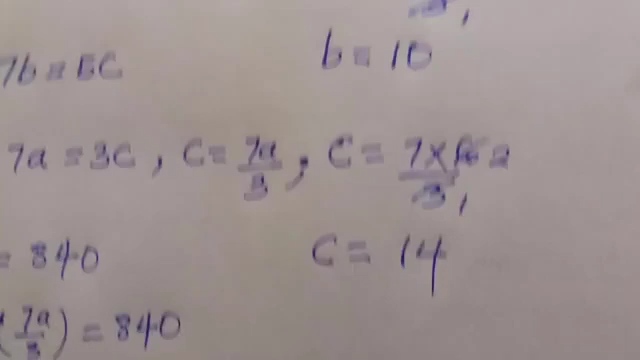 b = 10
7b = 5C
7a = 3C , C = 7a/3 , C = 7×6 2/3 1
= 840 C = 14
(7a/3) = 840